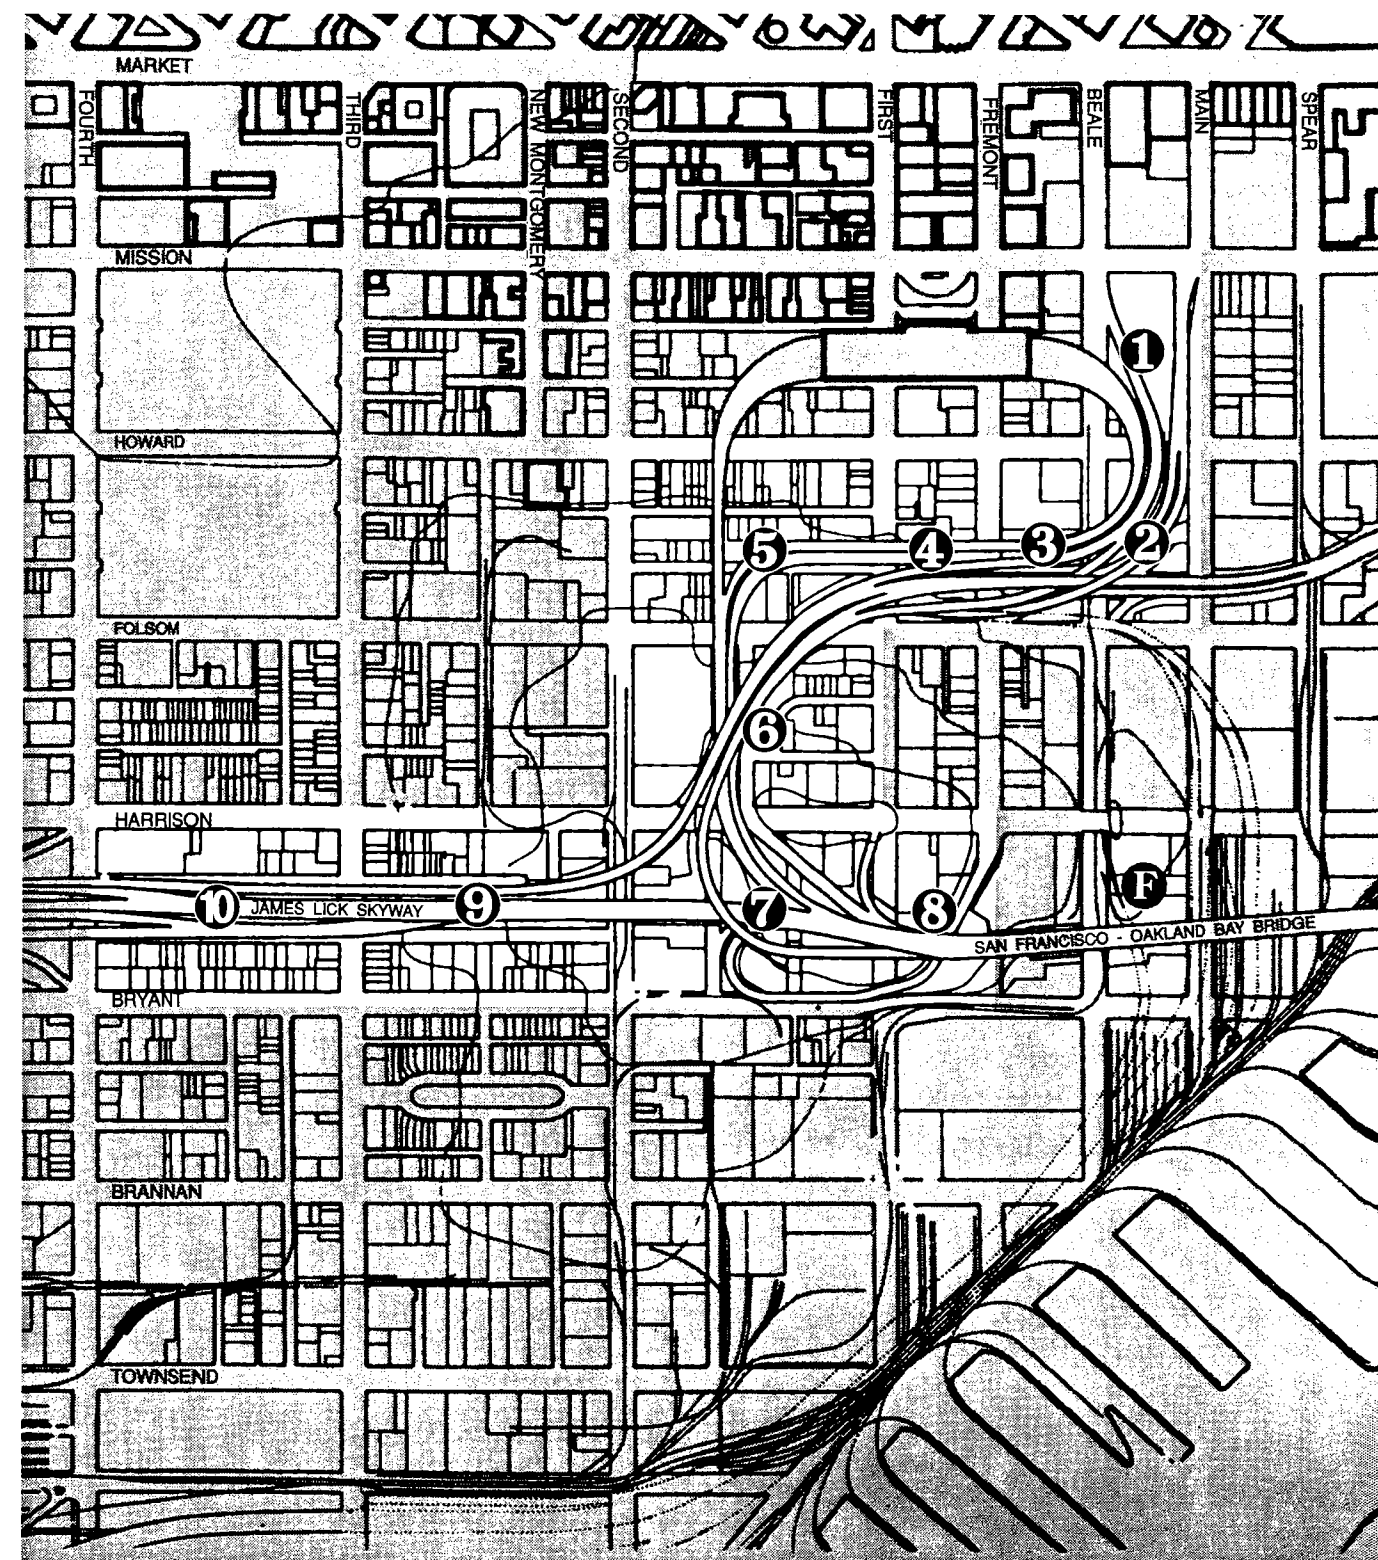 MARKET
FOURTH
THIRD
NEW MONTGOMERY
SECOND
FIRST
FREMONT
BEALE
MAIN
SPEAR
MISSION
1
HOWARD
5
4
3
2
FOLSOM
6
HARRISON
F
10
JAMES LICK SKYWAY
9
7
8
SAN FRANCISCO - OAKLAND BAY BRIDGE
BRYANT
BRANNAN
TOWNSEND